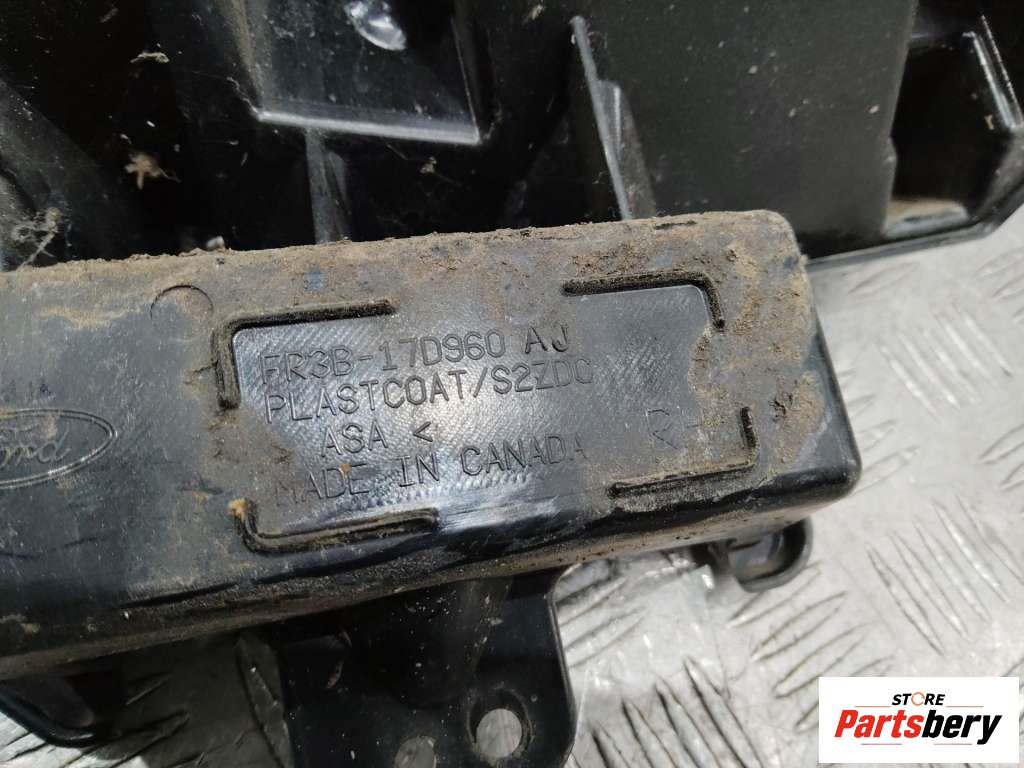 FR3B-17D960 AJ
PLASTCOAT/S2ZDC
ASA <
MADE IN CANADA
R
Ford
STORE
Partsbery